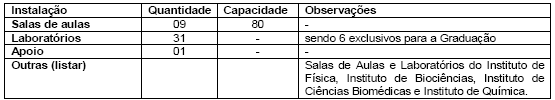 Instalação Quantidade Capacidade Observações
Salas de aulas 09 80 -
Laboratórios 31 - sendo 6 exclusivos para a Graduação
Apoio 01 - -
Outras (listar) Salas de Aulas e Laboratórios do Instituto de
Física, Instituto de Biociências, Instituto de
Ciências Biomédicas e Instituto de Química.